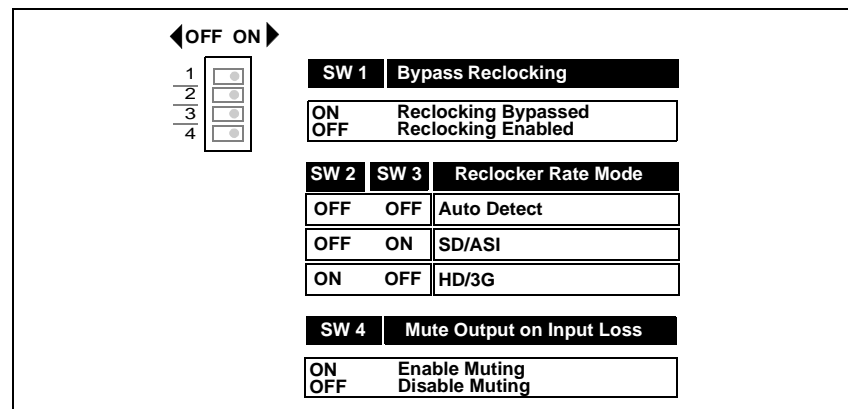 OFF ON
1
2
3
4
SW 1 Bypass Reclocking
ON Reclocking Bypassed
OFF Reclocking Enabled
SW 2 SW 3 Reclocker Rate Mode
OFF OFF Auto Detect
OFF ON SD/ASI
ON OFF HD/3G
SW 4 Mute Output on Input Loss
ON Enable Muting
OFF Disable Muting